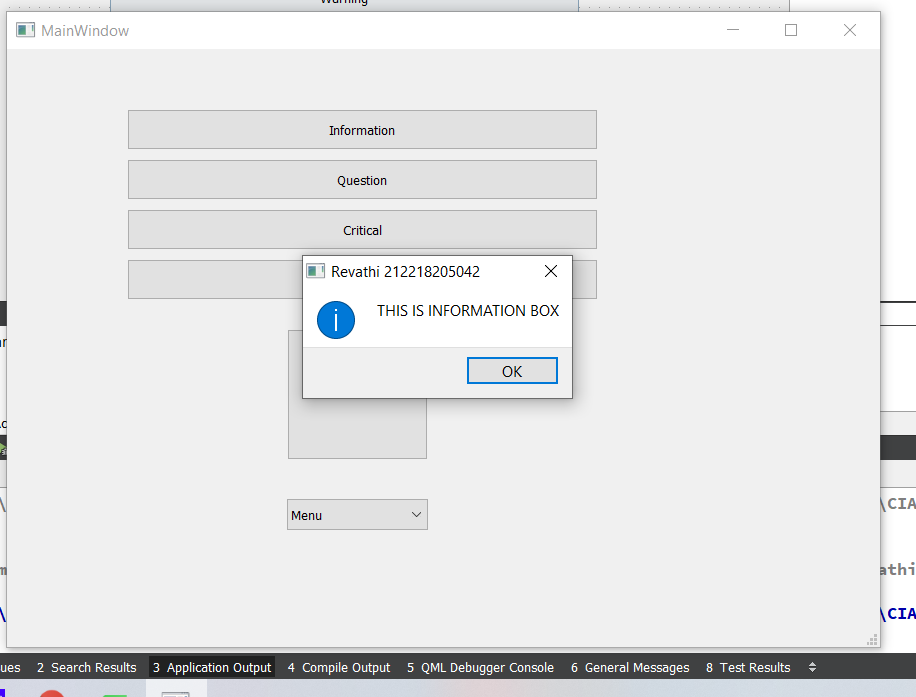 Warning
MainWindow
Information
Question
Critical
Revathi 212218205042
THIS IS INFORMATION BOX
OK
Menu
\CIA
athi
\CIA
ues 2 Search Results 3 Application Output 4 Compile Output 5 QML Debugger Console 6 General Messages 8 Test Results